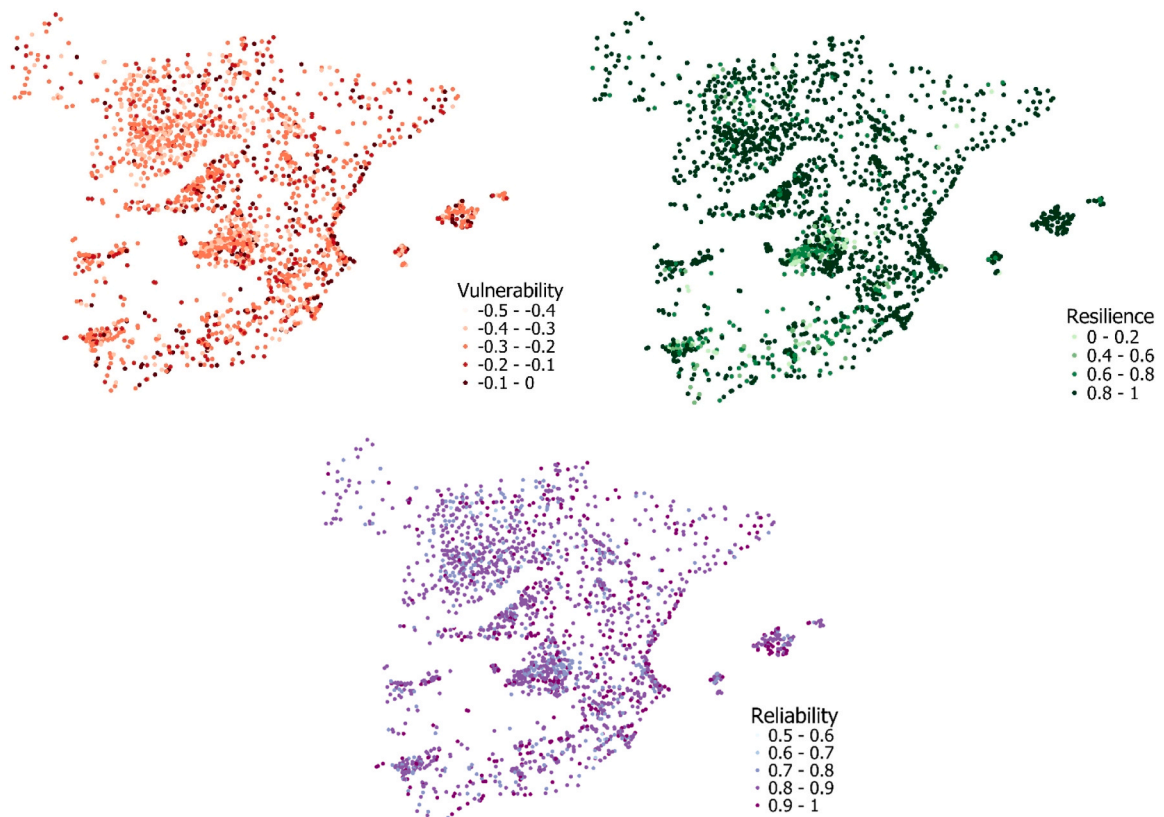 Vulnerability
-0.5 - -0.4
-0.4 - -0.3
-0.3 - -0.2
-0.2 - -0.1
-0.1 - 0
Resilience
0 - 0.2
0.4 - 0.6
0.6 - 0.8
0.8 - 1
Reliability
0.5 - 0.6
0.6 - 0.7
0.7 - 0.8
0.8 - 0.9
0.9 - 1